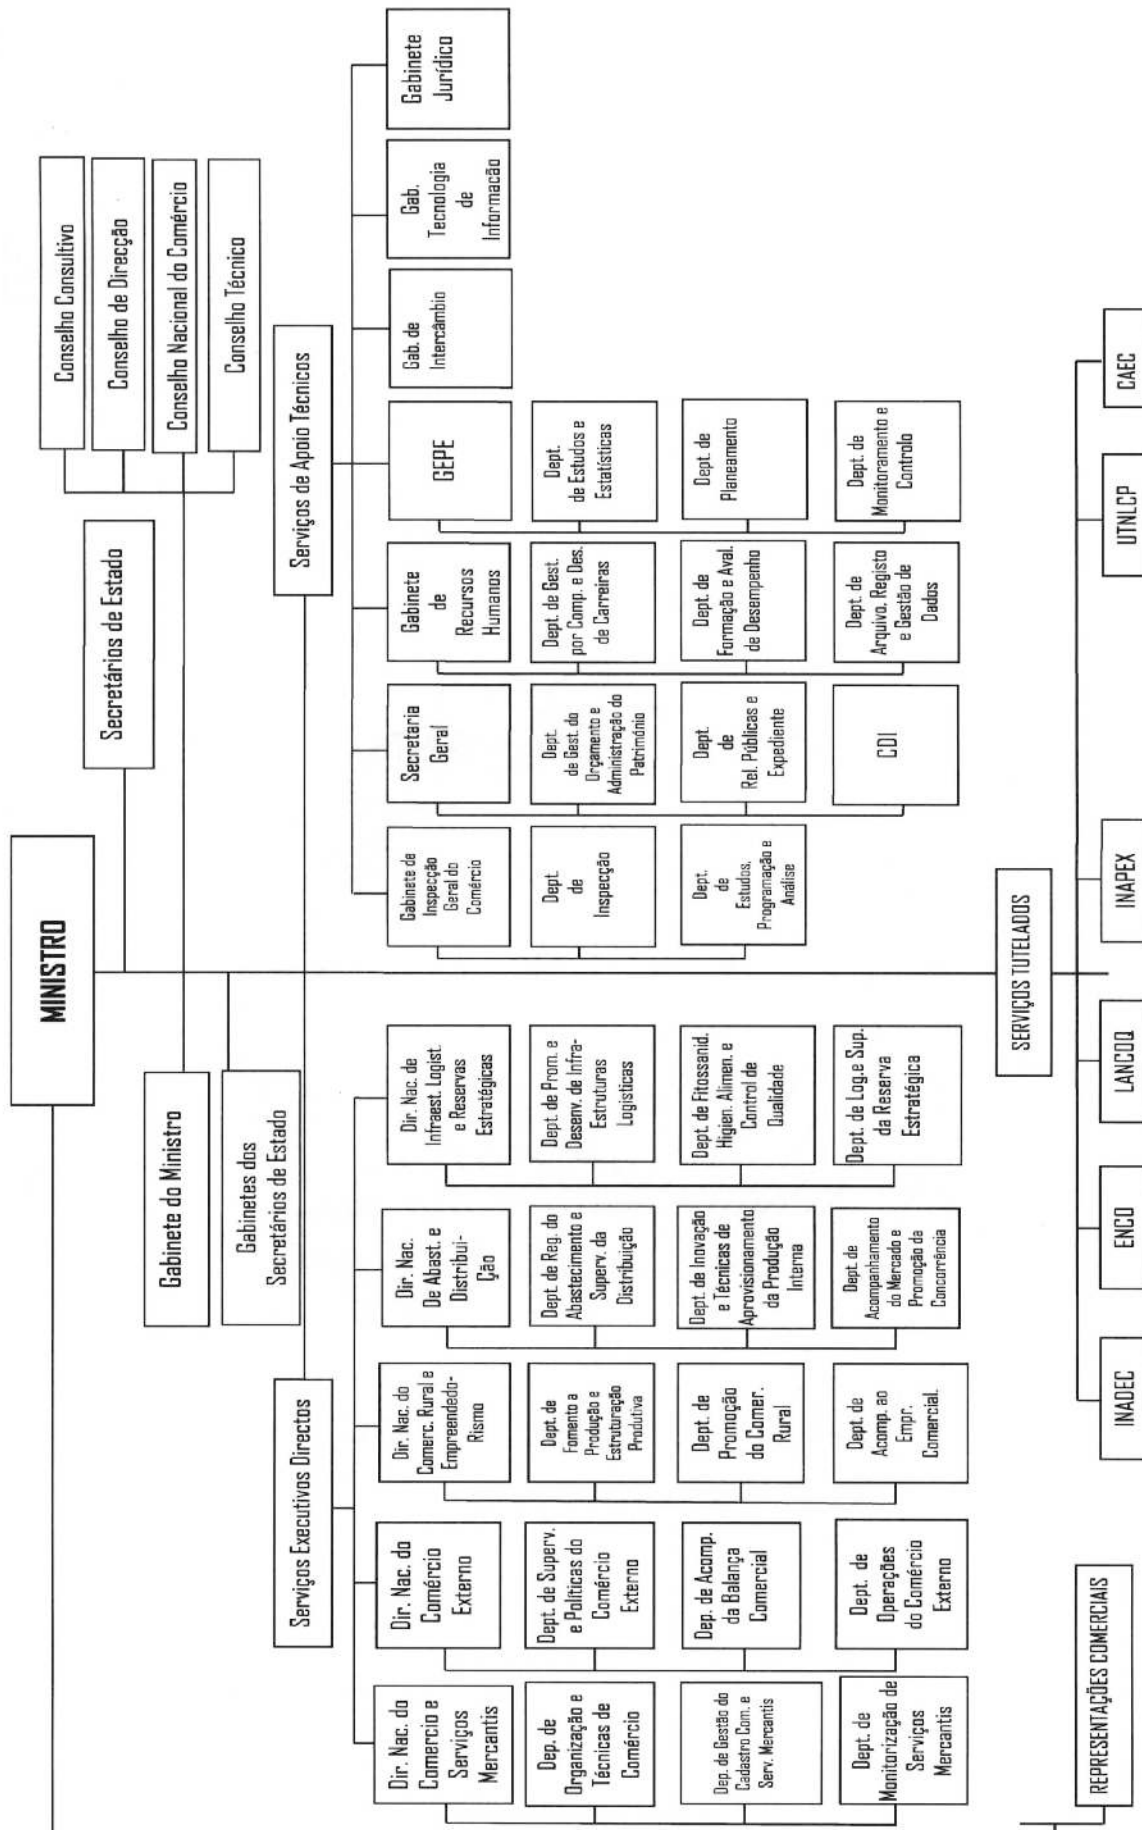 MINISTRO
Secretários de Estado
Conselho Consultivo
Conselho de Direcção
Conselho Nacional do Comércio
Conselho Técnico
Gabinete do Ministro
Gabinetes dos
Secretários de Estado
Serviços Executivos Directos
Serviços de Apoio Técnicos
Dir. Nac. do
Comercio e
Serviços
Mercantis
Dep. de
Organização e
Técnicas de
Comércio
Dep. de Gestão do
Cadastro Com. e
Serv. Mercantis
Dept. de
Monitorização de
Serviços
Mercantis
Dir. Nac. do
Comércio
Externo
Dept. de Superv.
e Politicas do
Comércio
Externo
Dep. de Acomp.
da Balança
Comercial
Dept. de
Operações
do Comércio
Externo
Dir. Nac. do
Comerc. Rural e
Empreendedo-
Rismo
Dept. de
Fomento a
Produção e
Estruturação
Produtiva
Dept. de
Promoção
do Comer.
Rural
Dept. de
Acomp. ao
Empr.
Comercial.
Dir. Nac.
De Abast. e
Distribui-
Ção
Dept. de Reg. do
Abastecimento e
Superv. da
Distribuição
Dept. de Inovação
e Técnicas de
Aprovisionamento
da Produção
Interna
Dept. de
Acompanhamento
do Mercado e
Promoção da
Concorrência
Dir. Nac. de
Infraest. Logist.
e Reservas
Estratégicas
Dept. de Prom. e
Desenv. de Infra-
Estruturas
Logísticas
Dept. de Fitossanid.
Higien. Alimen. e
Control de
Qualidade
Dept. de Log.e Sup.
da Reserva
Estratégica
Gabinete de
Inspecção
Geral do
Comércio
Dept.
de
Inspecção
Dept.
de
Estudos,
Programação e
Análise
Secretaria
Geral
Dept.
de Gest. do
Orçamento e
Administração do
Património
Dept.
de
Rel. Públicas e
Expediente
CDI
Gabinete
de
Recursos
Humanos
Dept. de Gest.
por Comp. e Des.
de Carreiras
Dept. de
Formação e Aval.
de Desempenho
Dept. de
Arquivo, Registo
e Gestão de
Dados
GEPE
Dept.
de Estudos e
Estatísticas
Dept. de
Planeamento
Dept. de
Monitoramento e
Controlo
Gab. de
Intercâmbio
Gab.
Tecnologia
de
Informacão
Gabinete
Jurídico
SERVIÇOS TUTELADOS
REPRESENTAÇÕES COMERCIAIS
INADEC
ENCO
LANCOQ
INAPEX
UTNLCP
CAEC